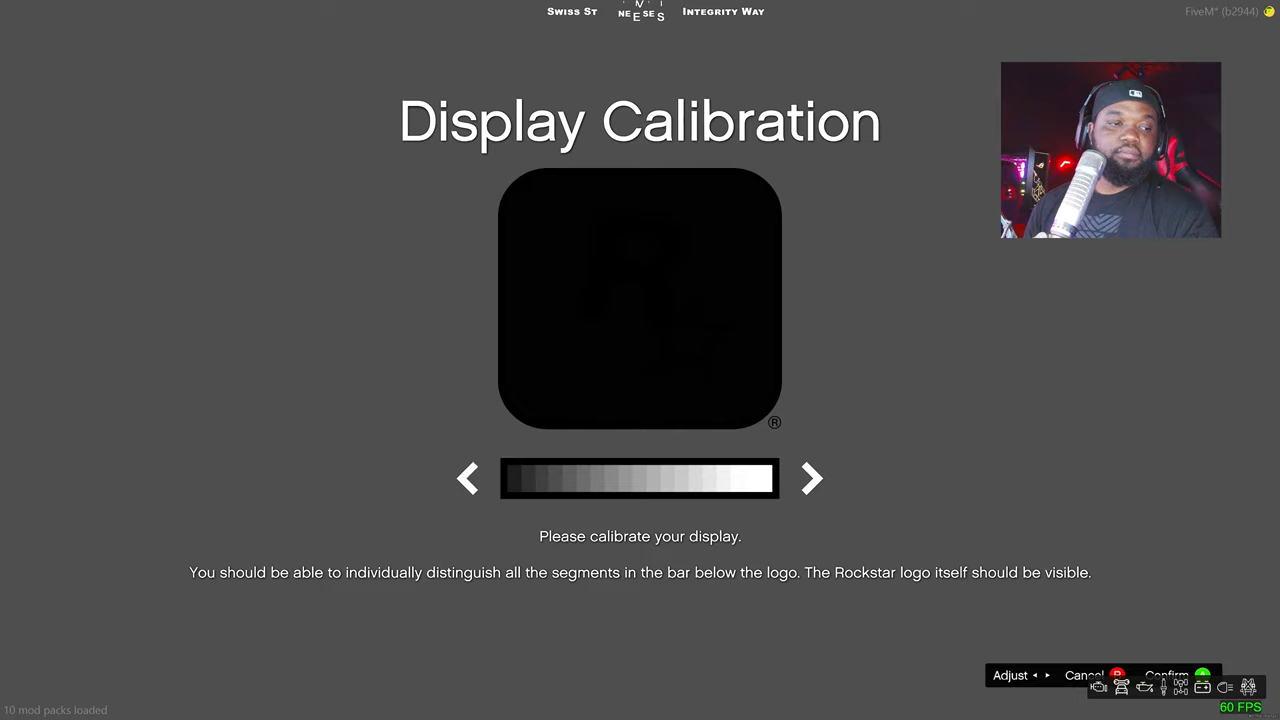 Swiss St
NE E SE S
Integrity Way
FiveM* (b2944)
Display Calibration
R
®
Please calibrate your display.
You should be able to individually distinguish all the segments in the bar below the logo. The Rockstar logo itself should be visible.
Adjust Cancel B Confirm A
10 mod packs loaded
60 FPS